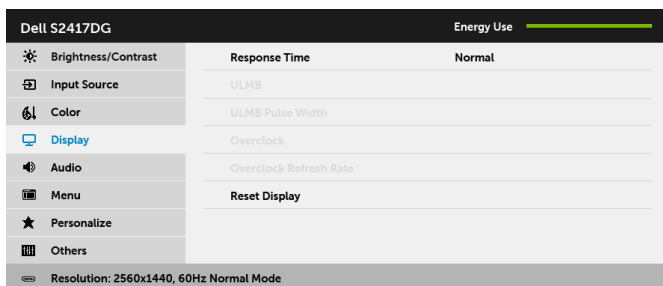 Dell S2417DG Energy Use
Brightness/Contrast Response Time Normal
Input Source ULMB
Color ULMB Pulse Width
Display Overclock
Audio Overclock Refresh Rate
Menu Reset Display
Personalize
Others
Resolution: 2560x1440, 60Hz Normal Mode